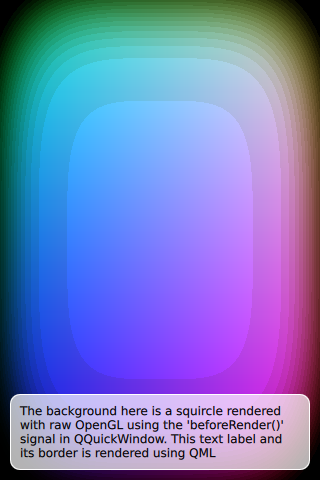 The background here is a squircle rendered
with raw OpenGL using the 'beforeRender()'
signal in QQuickWindow. This text label and
its border is rendered using QML